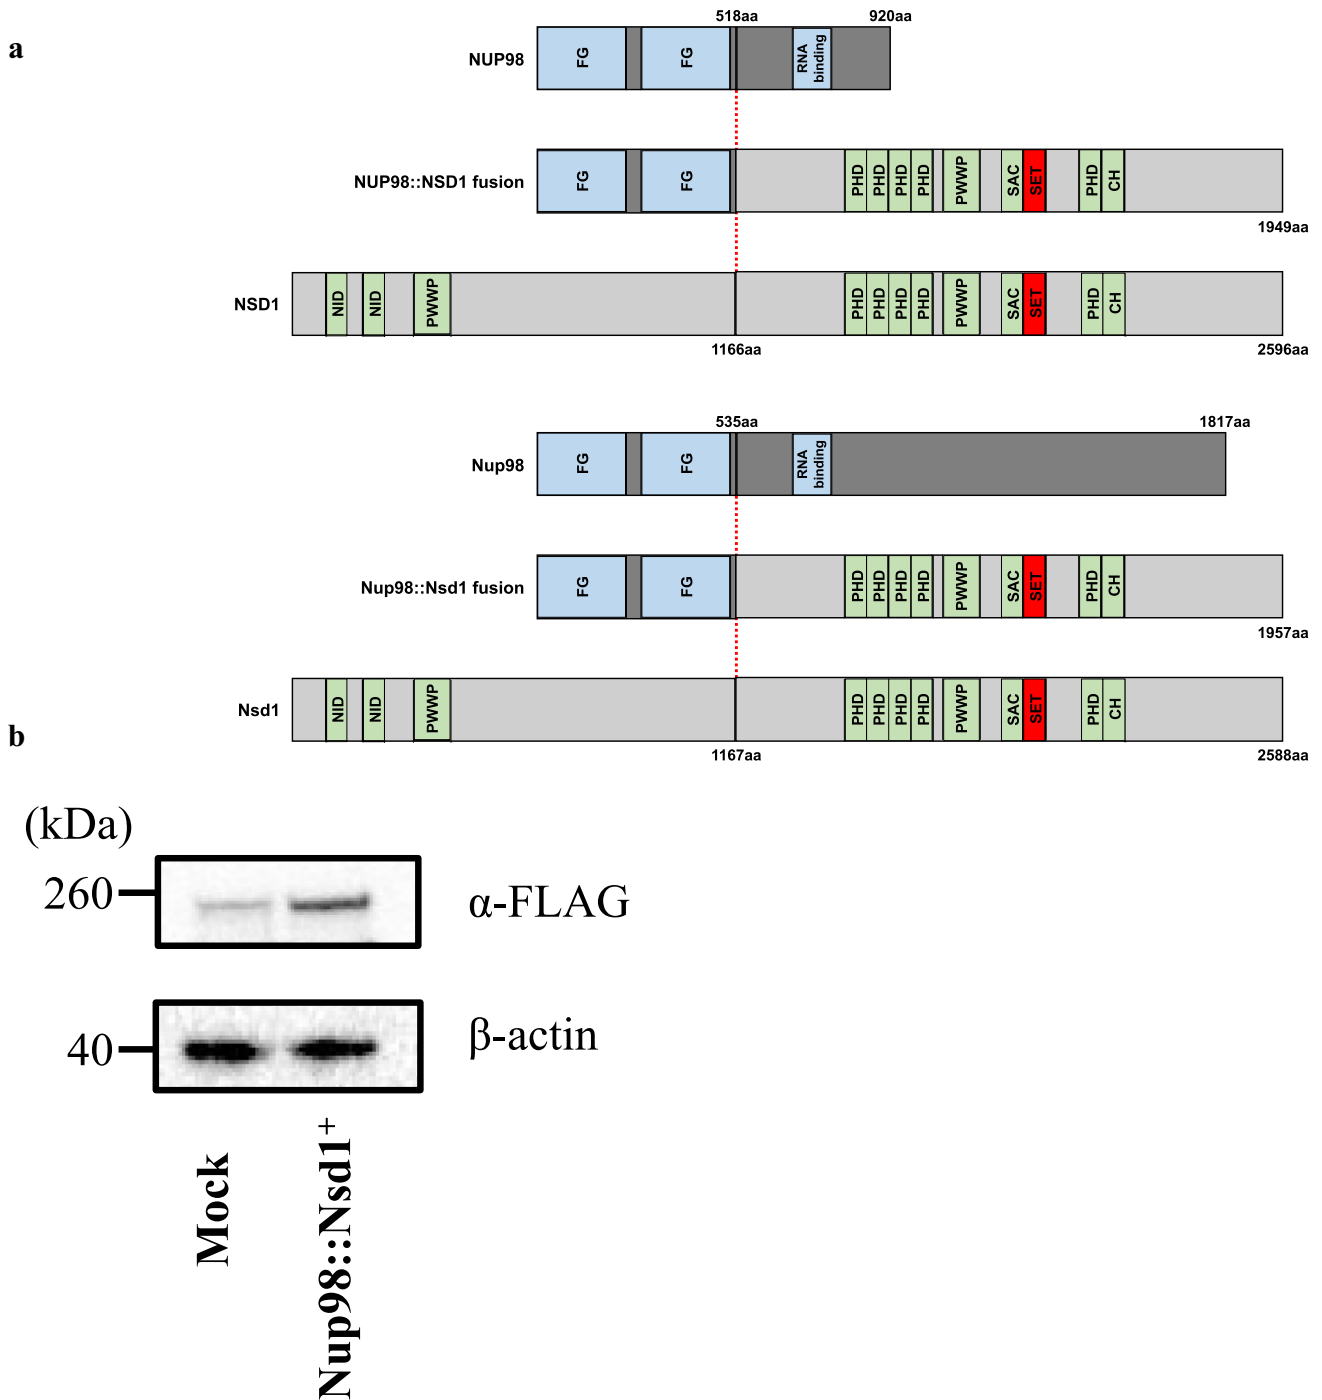 a
518aa 920aa
NUP98 FG FG RNA binding
NUP98::NSD1 fusion FG FG PHD PHD PHD PHD PWWP SAC SET PHD CH
1949aa
NSD1 NID NID PWWP PHD PHD PHD PHD PWWP SAC SET PHD CH
1166aa 2596aa
535aa 1817aa
Nup98 FG FG RNA binding
Nup98::Nsd1 fusion FG FG PHD PHD PHD PHD PWWP SAC SET PHD CH
1957aa
Nsd1 NID NID PWWP PHD PHD PHD PHD PWWP SAC SET PHD CH
1167aa 2588aa
b
(kDa)
260 α-FLAG
40 β-actin
Mock
Nup98::Nsd1+